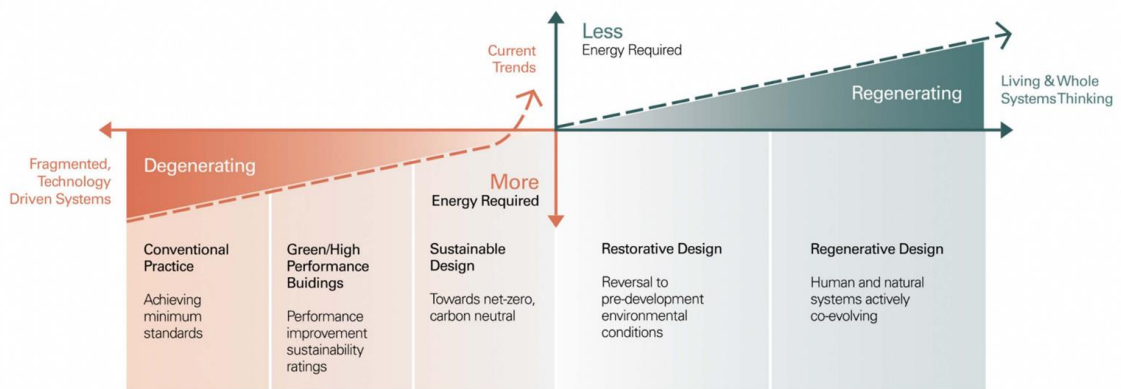 Current
Trends
Less
Energy Required
Regenerating
Living & Whole
Systems Thinking
Degenerating
Fragmented,
Technology
Driven Systems
More
Energy Required
Conventional
Practice
Achieving
minimum
standards
Green/High
Performance
Buidings
Performance
improvement
sustainability
ratings
Sustainable
Design
Towards net-zero,
carbon neutral
Restorative Design
Reversal to
pre-development
environmental
conditions
Regenerative Design
Human and natural
systems actively
co-evolving